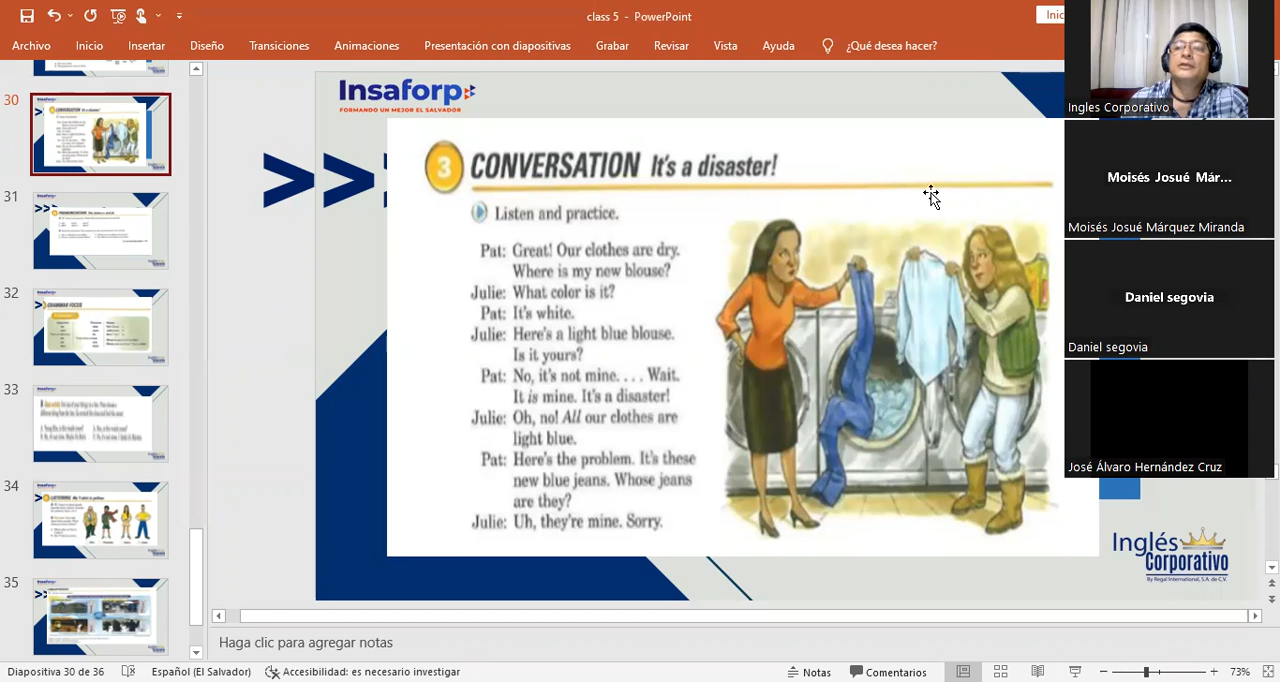 class 5 - PowerPoint
Inic
Archivo Inicio Insertar Diseño Transiciones Animaciones Presentación con diapositivas Grabar Revisar Vista Ayuda ¿Qué desea hacer?
30
31
32
33
34
35
Insaforp
FORMANDO UN MEJOR EL SALVADOR
3 CONVERSATION It's a disaster!
Listen and practice.
Pat: Great! Our clothes are dry.
Where is my new blouse?
Julie: What color is it?
Pat: It's white.
Julie: Here's a light blue blouse.
Is it yours?
Pat: No, it's not mine. . . . Wait.
It is mine. It's a disaster!
Julie: Oh, no! All our clothes are
light blue.
Pat: Here's the problem. It's these
new blue jeans. Whose jeans
are they?
Julie: Uh, they're mine. Sorry.
Inglés
Corporativo
By Regal International, S.A. de C.V.
Ingles Corporativo
Moisés Josué Már...
Moisés Josué Márquez Miranda
Daniel segovia
Daniel segovia
José Álvaro Hernández Cruz
Haga clic para agregar notas
Diapositiva 30 de 36 Español (El Salvador) Accesibilidad: es necesario investigar Notas Comentarios 73%